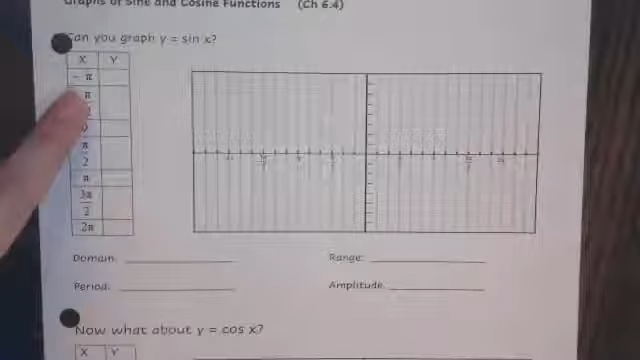 Graphs of Sine and Cosine Functions (Ch 6.4)
Can you graph y = sin x?
X Y
- π
π
0
π
2
π
3π
2
2π
Domain:
Range:
Period:
Amplitude:
Now what about y = cos x?
X Y